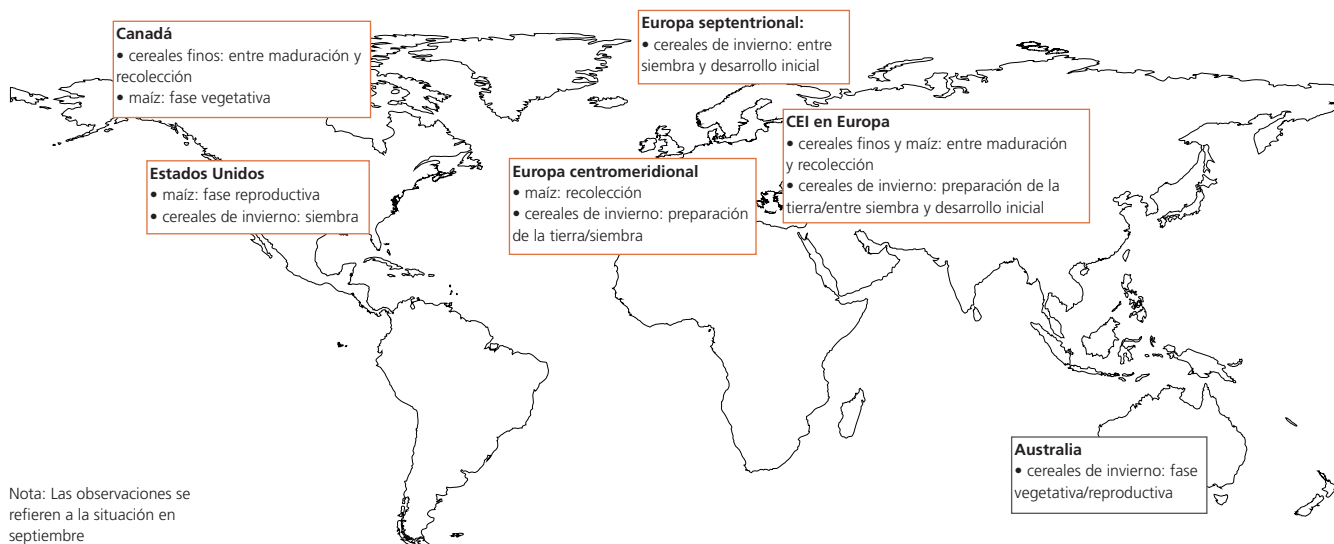 Canadá
• cereales finos: entre maduración y
recolección
• maíz: fase vegetativa
Europa septentrional:
• cereales de invierno: entre
siembra y desarrollo inicial
CEI en Europa
• cereales finos y maíz: entre maduración
y recolección
• cereales de invierno: preparación de la
tierra/entre siembra y desarrollo inicial
Estados Unidos
• maíz: fase reproductiva
• cereales de invierno: siembra
Europa centromeridional
• maíz: recolección
• cereales de invierno: preparación
de la tierra/siembra
Australia
• cereales de invierno: fase
vegetativa/reproductiva
Nota: Las observaciones se
refieren a la situación en
septiembre